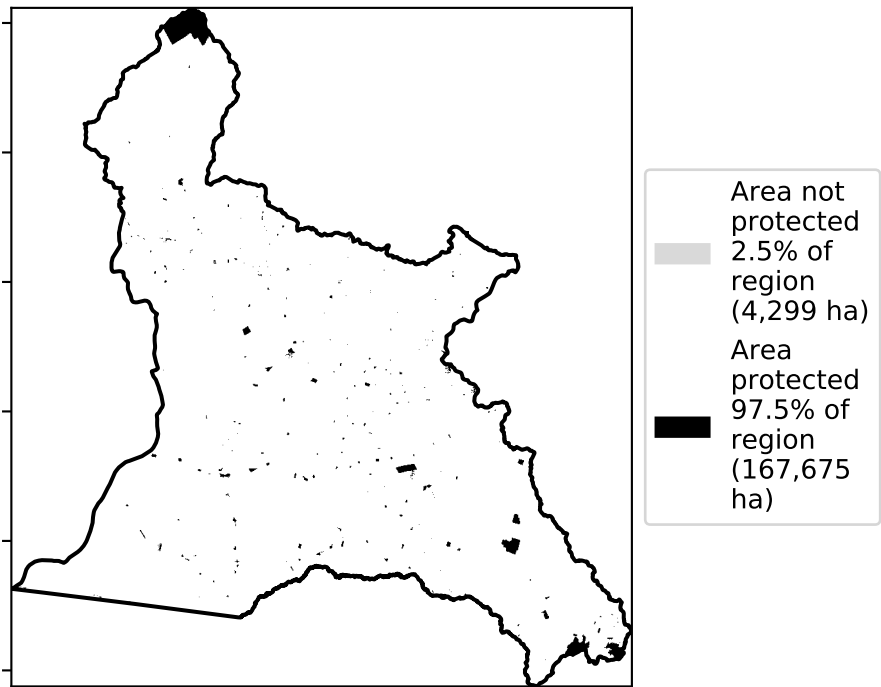 Area not
protected
2.5% of
region
(4,299 ha)
Area
protected
97.5% of
region
(167,675
ha)